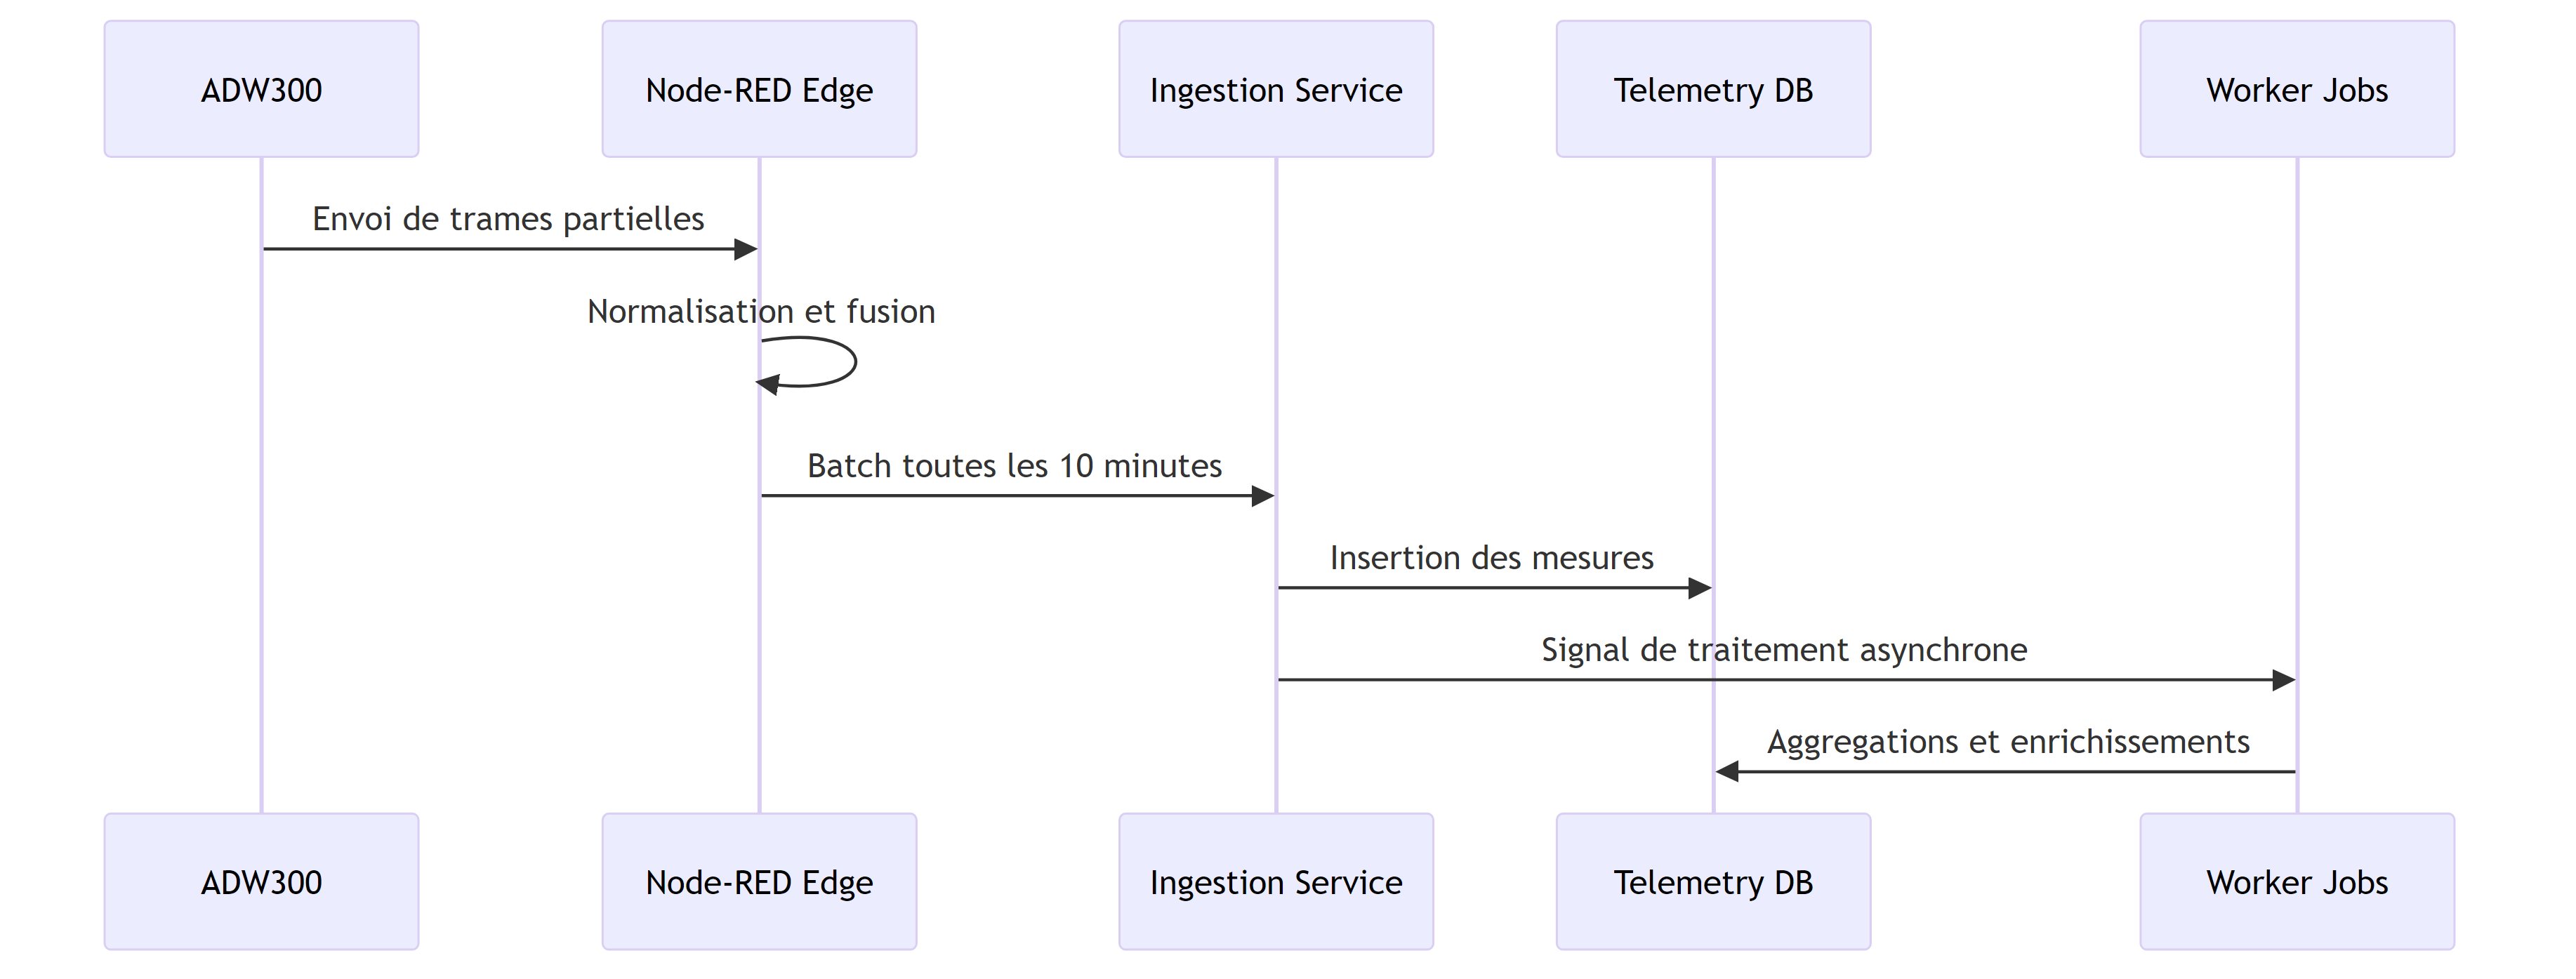 ADW300
Node-RED Edge
Ingestion Service
Telemetry DB
Worker Jobs
Envoi de trames partielles
Normalisation et fusion
Batch toutes les 10 minutes
Insertion des mesures
Signal de traitement asynchrone
Aggregations et enrichissements
ADW300
Node-RED Edge
Ingestion Service
Telemetry DB
Worker Jobs